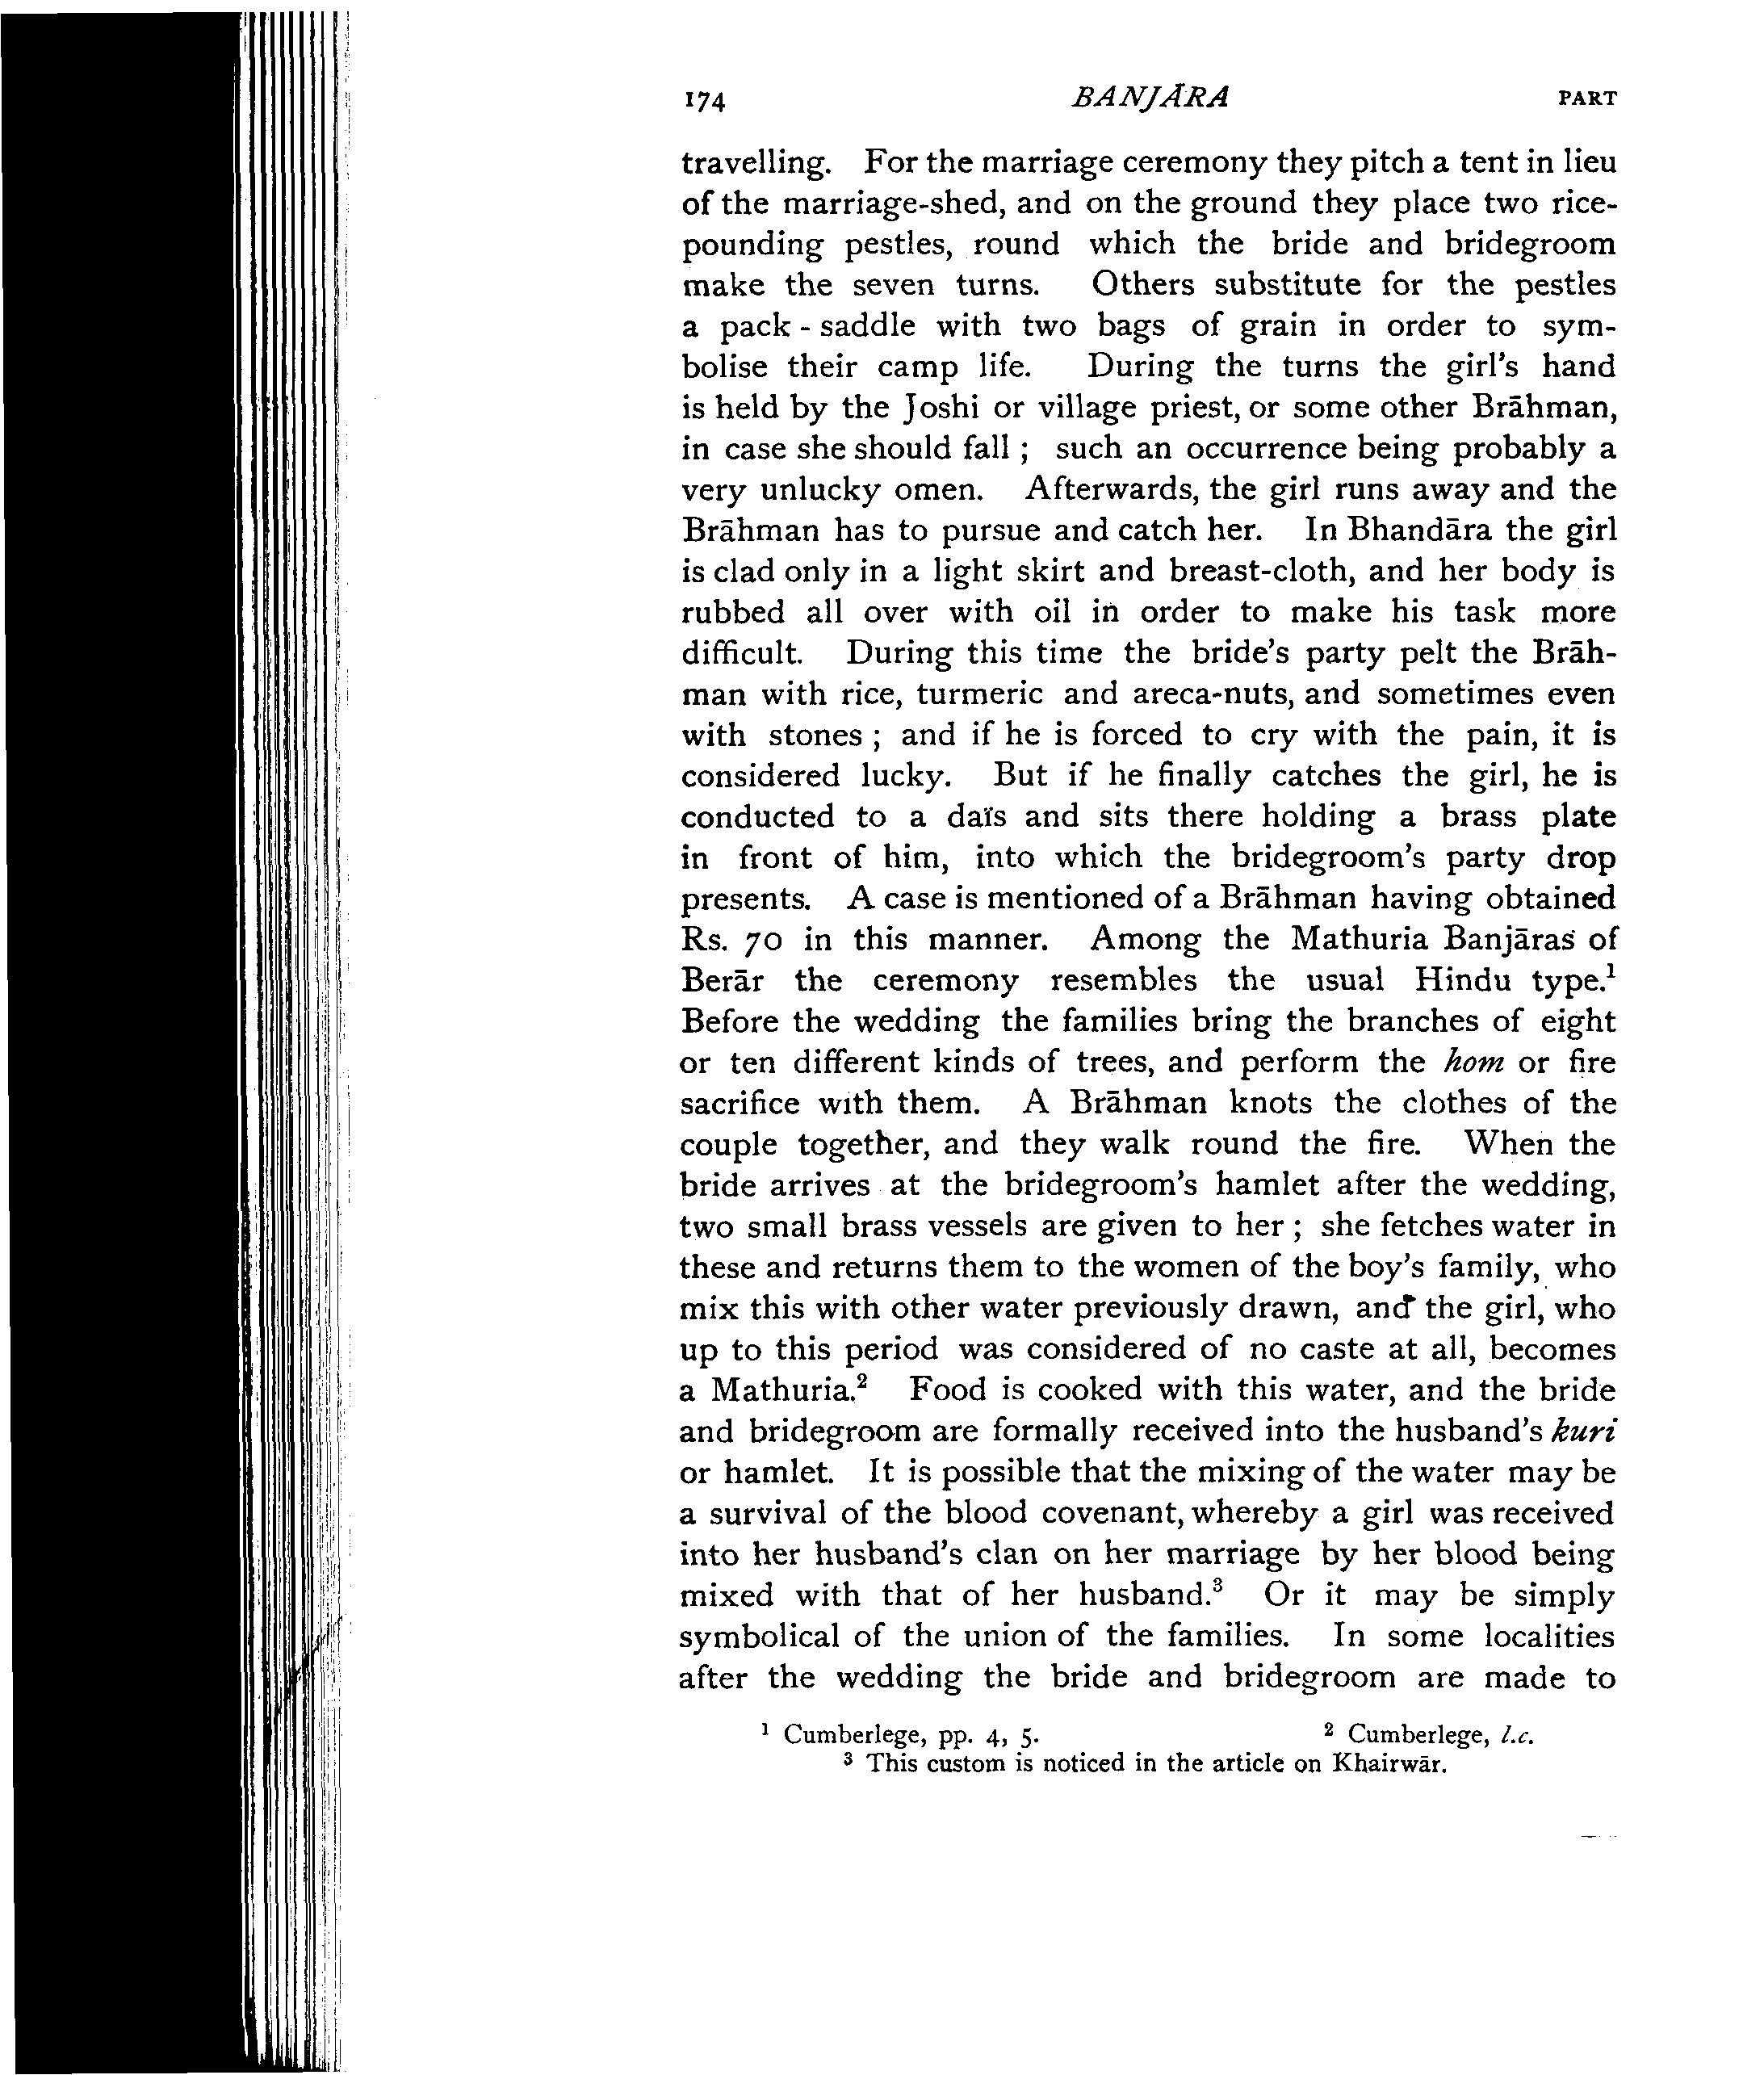 174 BANJĀRA PART
travelling. For the marriage ceremony they pitch a tent in lieu
of the marriage-shed, and on the ground they place two rice-
pounding pestles, round which the bride and bridegroom
make the seven turns. Others substitute for the pestles
a pack-saddle with two bags of grain in order to sym-
bolise their camp life. During the turns the girl's hand
is held by the Joshi or village priest, or some other Brāhman,
in case she should fall; such an occurrence being probably a
very unlucky omen. Afterwards, the girl runs away and the
Brāhman has to pursue and catch her. In Bhandāra the girl
is clad only in a light skirt and breast-cloth, and her body is
rubbed all over with oil in order to make his task more
difficult. During this time the bride's party pelt the Brāh-
man with rice, turmeric and areca-nuts, and sometimes even
with stones; and if he is forced to cry with the pain, it is
considered lucky. But if he finally catches the girl, he is
conducted to a daïs and sits there holding a brass plate
in front of him, into which the bridegroom's party drop
presents. A case is mentioned of a Brāhman having obtained
Rs. 70 in this manner. Among the Mathuria Banjāras of
Berār the ceremony resembles the usual Hindu type.¹
Before the wedding the families bring the branches of eight
or ten different kinds of trees, and perform the hom or fire
sacrifice with them. A Brāhman knots the clothes of the
couple together, and they walk round the fire. When the
bride arrives at the bridegroom's hamlet after the wedding,
two small brass vessels are given to her; she fetches water in
these and returns them to the women of the boy's family, who
mix this with other water previously drawn, and the girl, who
up to this period was considered of no caste at all, becomes
a Mathuria.² Food is cooked with this water, and the bride
and bridegroom are formally received into the husband's kuri
or hamlet. It is possible that the mixing of the water may be
a survival of the blood covenant, whereby a girl was received
into her husband's clan on her marriage by her blood being
mixed with that of her husband.³ Or it may be simply
symbolical of the union of the families. In some localities
after the wedding the bride and bridegroom are made to
¹ Cumberlege, pp. 4, 5. ² Cumberlege, l.c.
³ This custom is noticed in the article on Khairwār.